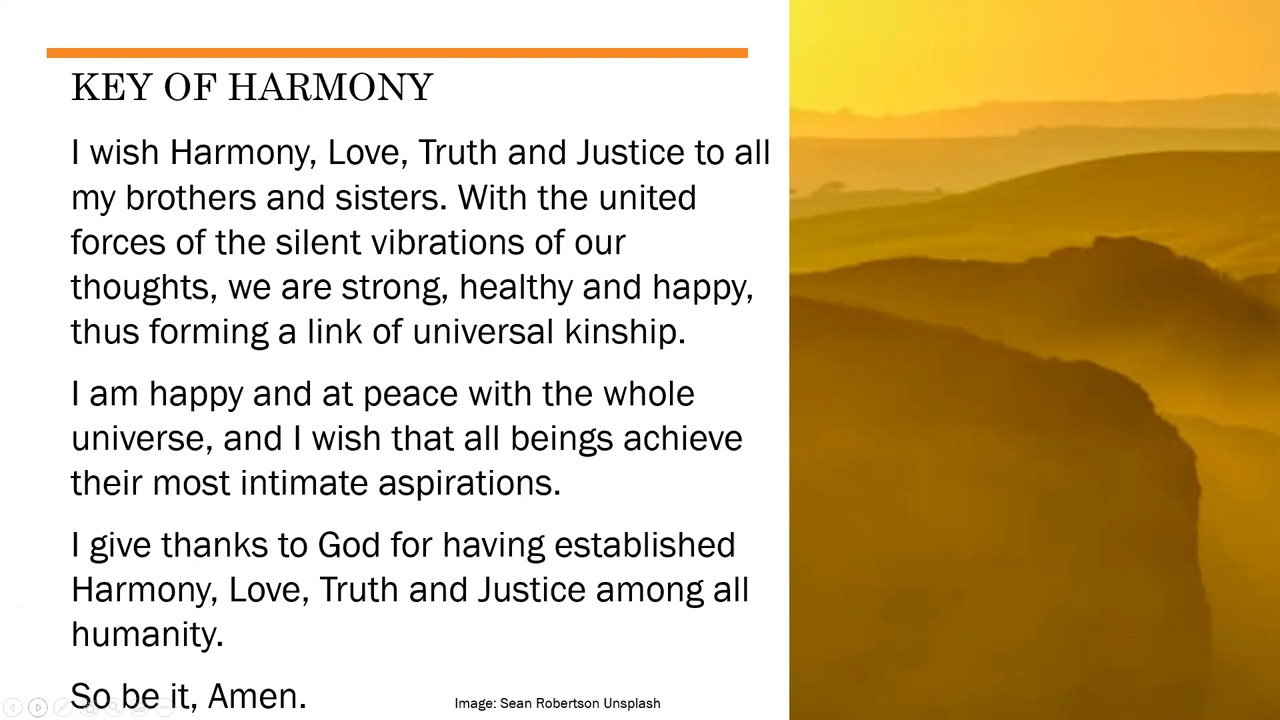 KEY OF HARMONY
I wish Harmony, Love, Truth and Justice to all
my brothers and sisters. With the united
forces of the silent vibrations of our
thoughts, we are strong, healthy and happy,
thus forming a link of universal kinship.
I am happy and at peace with the whole
universe, and I wish that all beings achieve
their most intimate aspirations.
I give thanks to God for having established
Harmony, Love, Truth and Justice among all
humanity.
So be it, Amen.
Image: Sean Robertson Unsplash